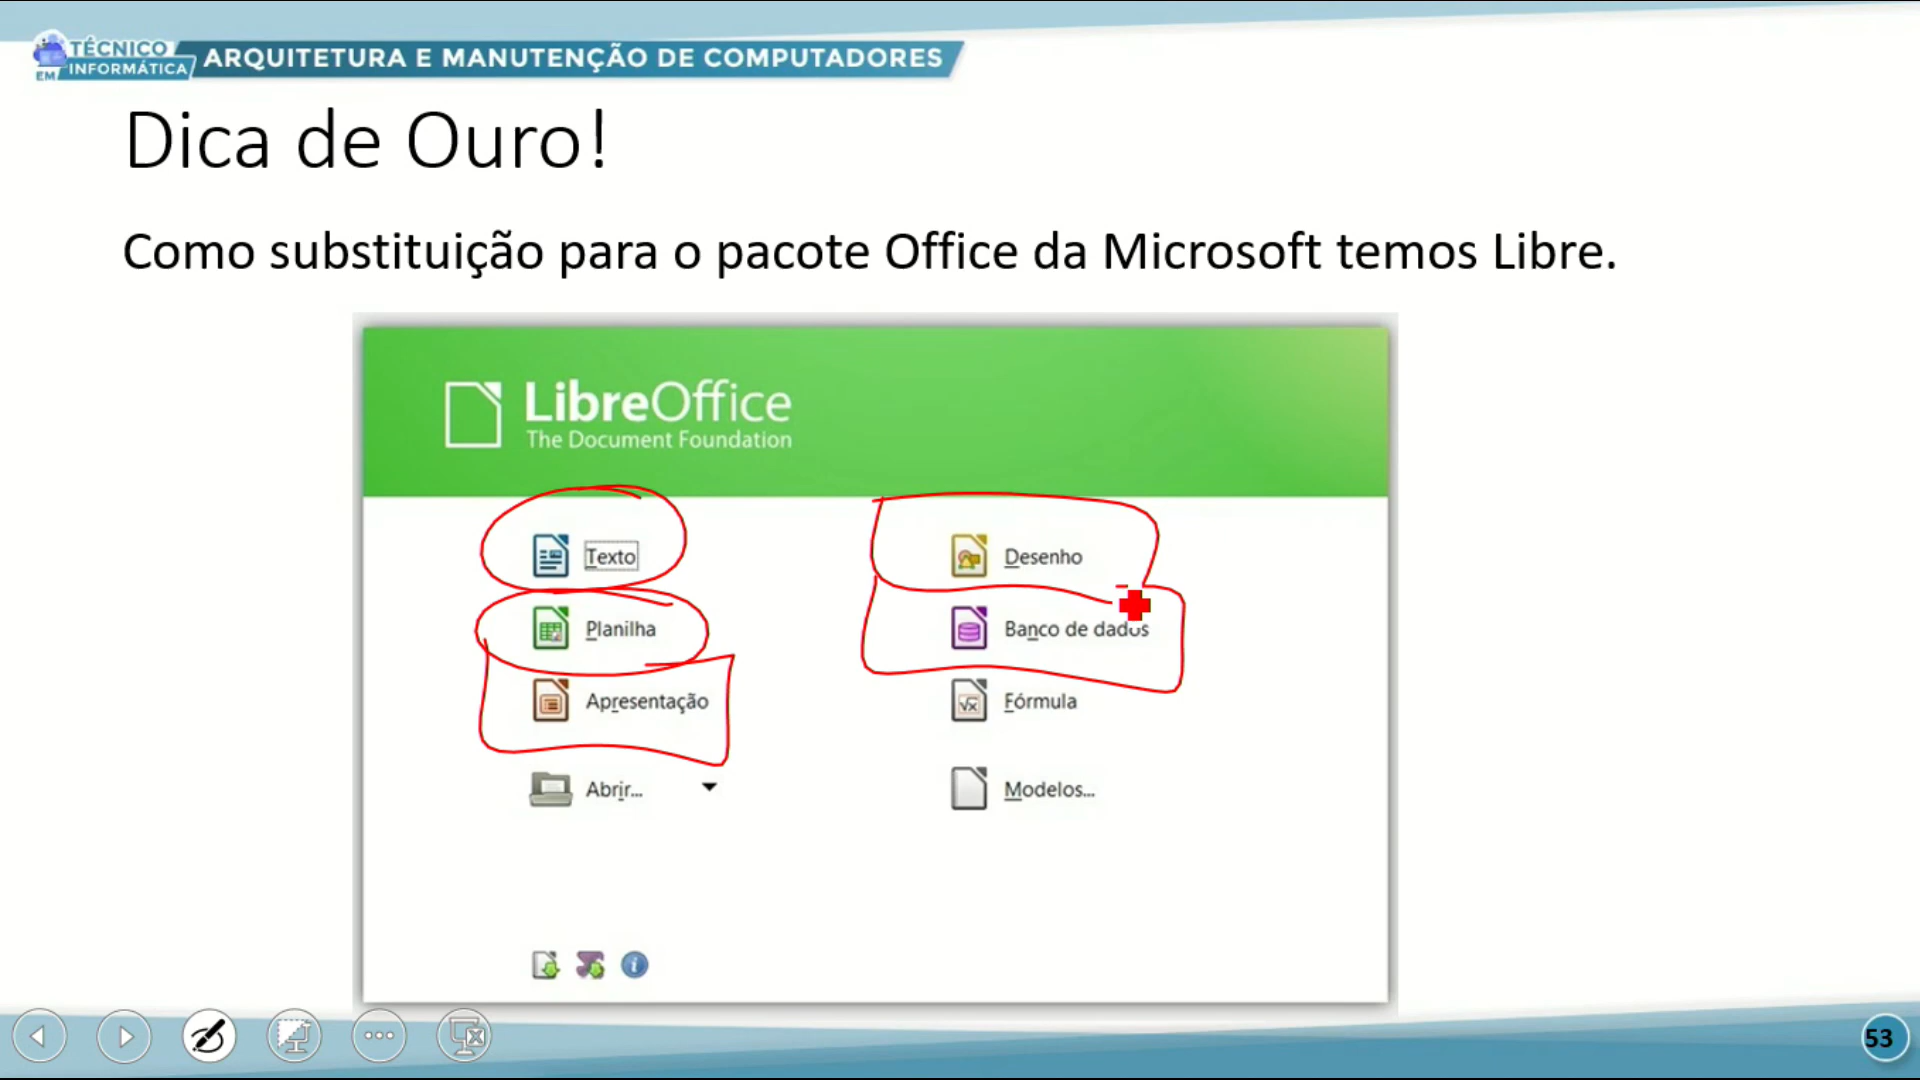 TÉCNICO
EM INFORMÁTICA
ARQUITETURA E MANUTENÇÃO DE COMPUTADORES
Dica de Ouro!
Como substituição para o pacote Office da Microsoft temos Libre.
LibreOffice
The Document Foundation
Texto
Desenho
Planilha
Banco de dados
Apresentação
Fórmula
Abrir...
Modelos...
53